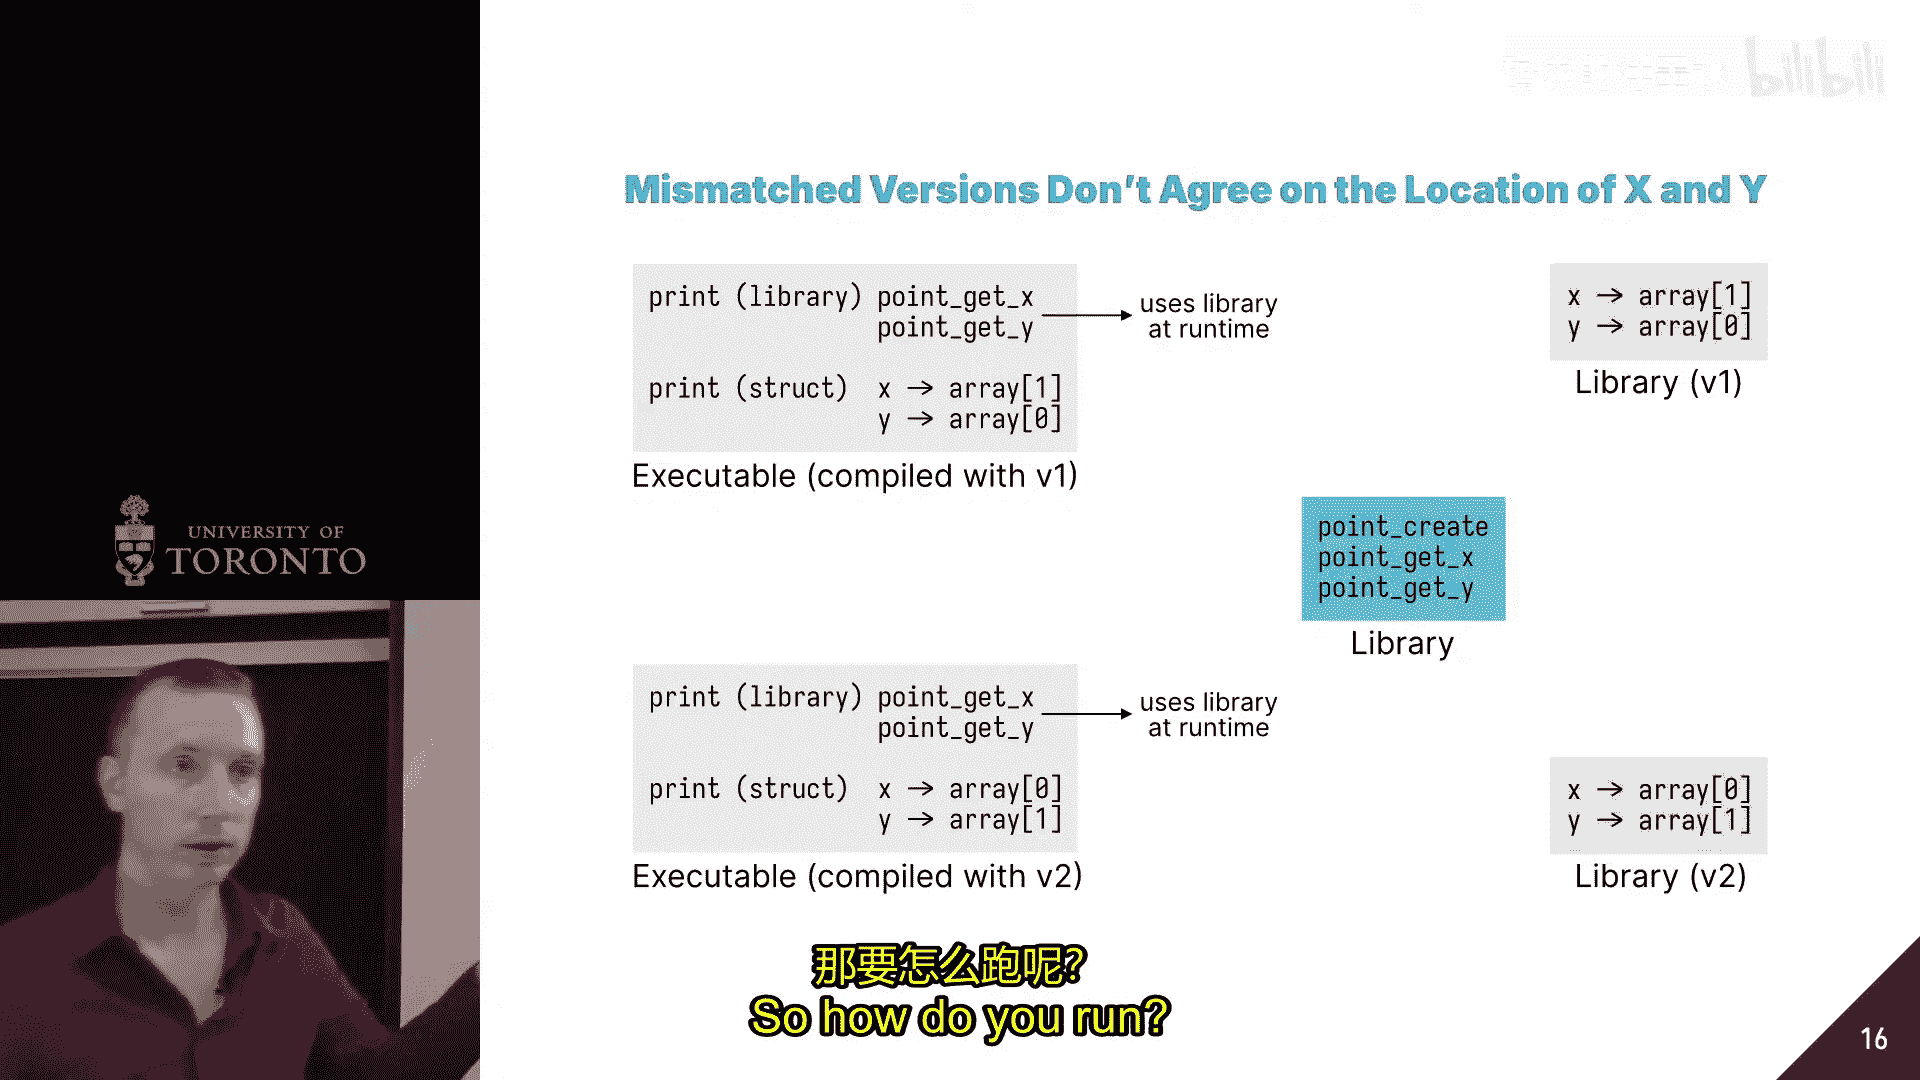 bilibili
Mismatched Versions Don't Agree on the Location of X and Y
print (library) point_get_x
point_get_y
print (struct) x → array[1]
y → array[0]
Executable (compiled with v1)
uses library
at runtime
x → array[1]
y → array[0]
Library (v1)
point_create
point_get_x
point_get_y
Library
print (library) point_get_x
point_get_y
print (struct) x → array[0]
y → array[1]
Executable (compiled with v2)
uses library
at runtime
x → array[0]
y → array[1]
Library (v2)
UNIVERSITY OF
TORONTO
那要怎么跑呢?
So how do you run?
16